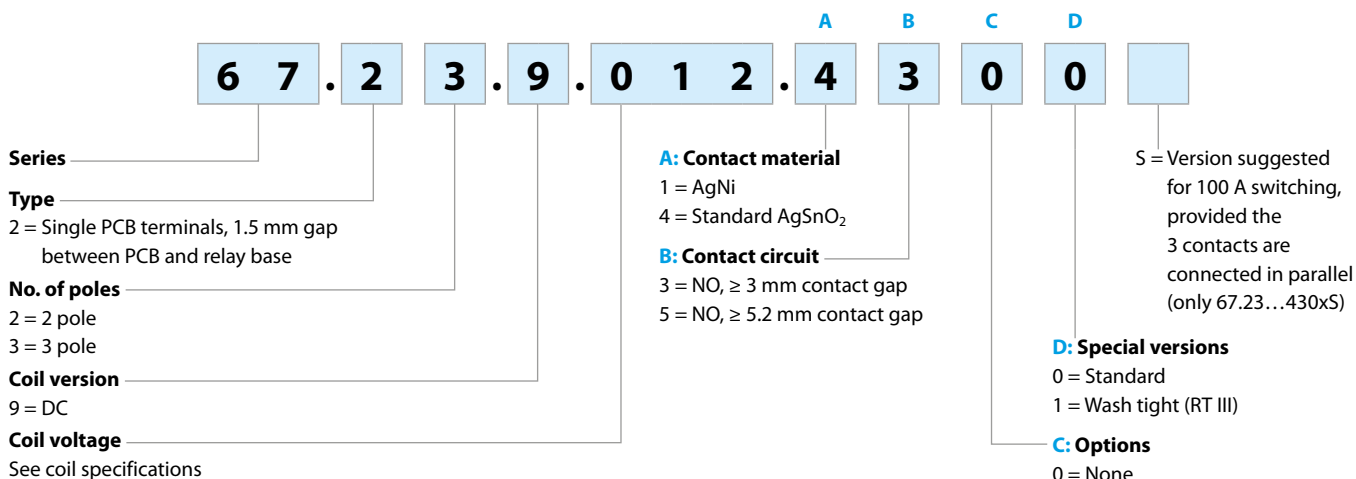 A B C D
6 7 . 2 3 . 9 . 0 1 2 . 4 3 0 0
Series
Type
2 = Single PCB terminals, 1.5 mm gap
between PCB and relay base
No. of poles
2 = 2 pole
3 = 3 pole
Coil version
9 = DC
Coil voltage
See coil specifications
A: Contact material
1 = AgNi
4 = Standard AgSnO₂
B: Contact circuit
3 = NO, ≥ 3 mm contact gap
5 = NO, ≥ 5.2 mm contact gap
S = Version suggested
for 100 A switching,
provided the
3 contacts are
connected in parallel
(only 67.23…430xS)
D: Special versions
0 = Standard
1 = Wash tight (RT III)
C: Options
0 = None